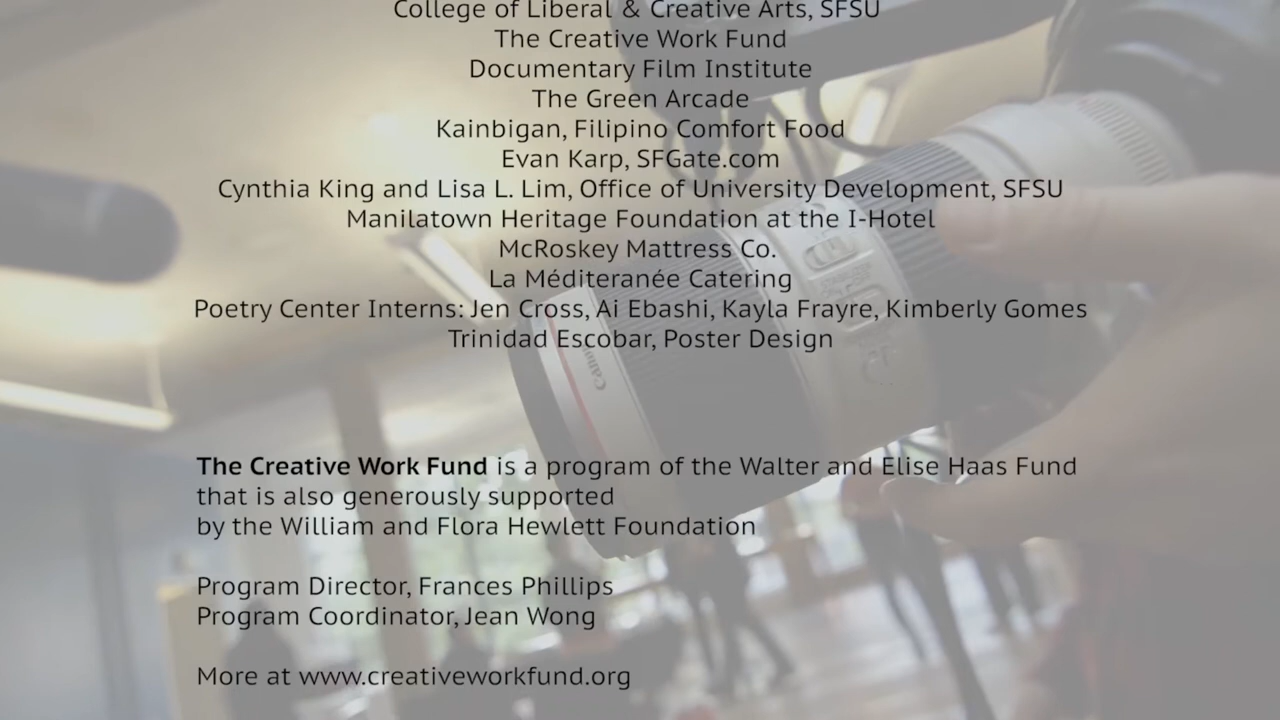 College of Liberal & Creative Arts, SFSU
The Creative Work Fund
Documentary Film Institute
The Green Arcade
Kainbigan, Filipino Comfort Food
Evan Karp, SFGate.com
Cynthia King and Lisa L. Lim, Office of University Development, SFSU
Manilatown Heritage Foundation at the I-Hotel
McRoskey Mattress Co.
La Méditeranée Catering
Poetry Center Interns: Jen Cross, Ai Ebashi, Kayla Frayre, Kimberly Gomes
Trinidad Escobar, Poster Design
Canon
The Creative Work Fund is a program of the Walter and Elise Haas Fund
that is also generously supported
by the William and Flora Hewlett Foundation
Program Director, Frances Phillips
Program Coordinator, Jean Wong
More at www.creativeworkfund.org